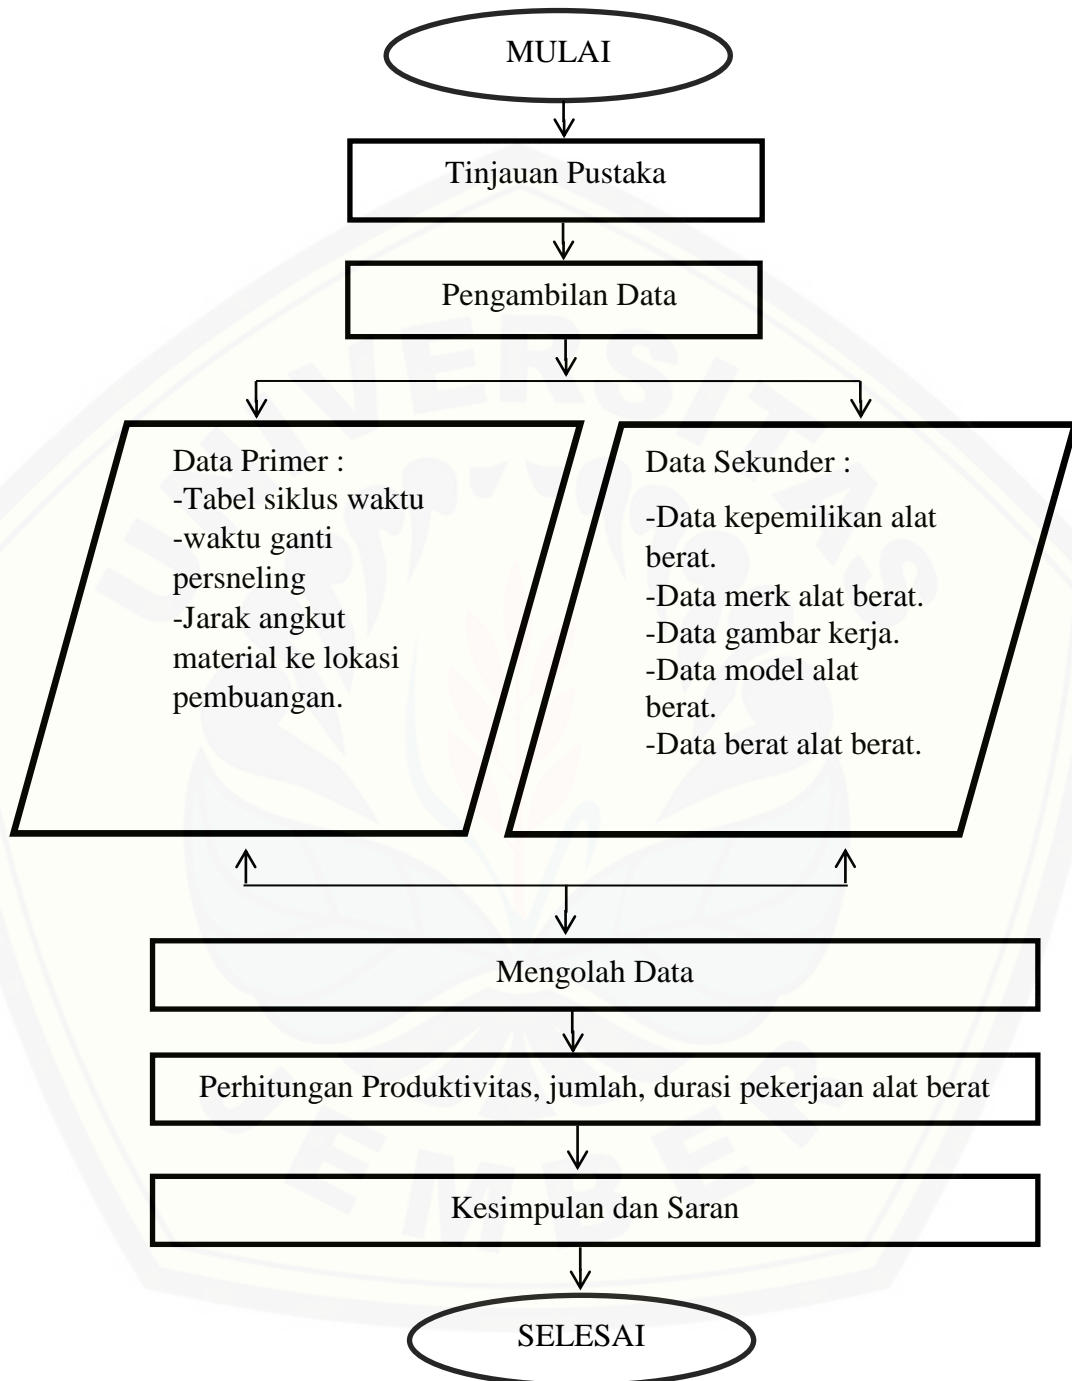 MULAI
Tinjauan Pustaka
Pengambilan Data
Data Primer :
-Tabel siklus waktu
-waktu ganti
persneling
-Jarak angkut
material ke lokasi
pembuangan.
Data Sekunder :
-Data kepemilikan alat
berat.
-Data merk alat berat.
-Data gambar kerja.
-Data model alat
berat.
-Data berat alat berat.
Mengolah Data
Perhitungan Produktivitas, jumlah, durasi pekerjaan alat berat
Kesimpulan dan Saran
SELESAI
UNIVERSITAS
JEMBER